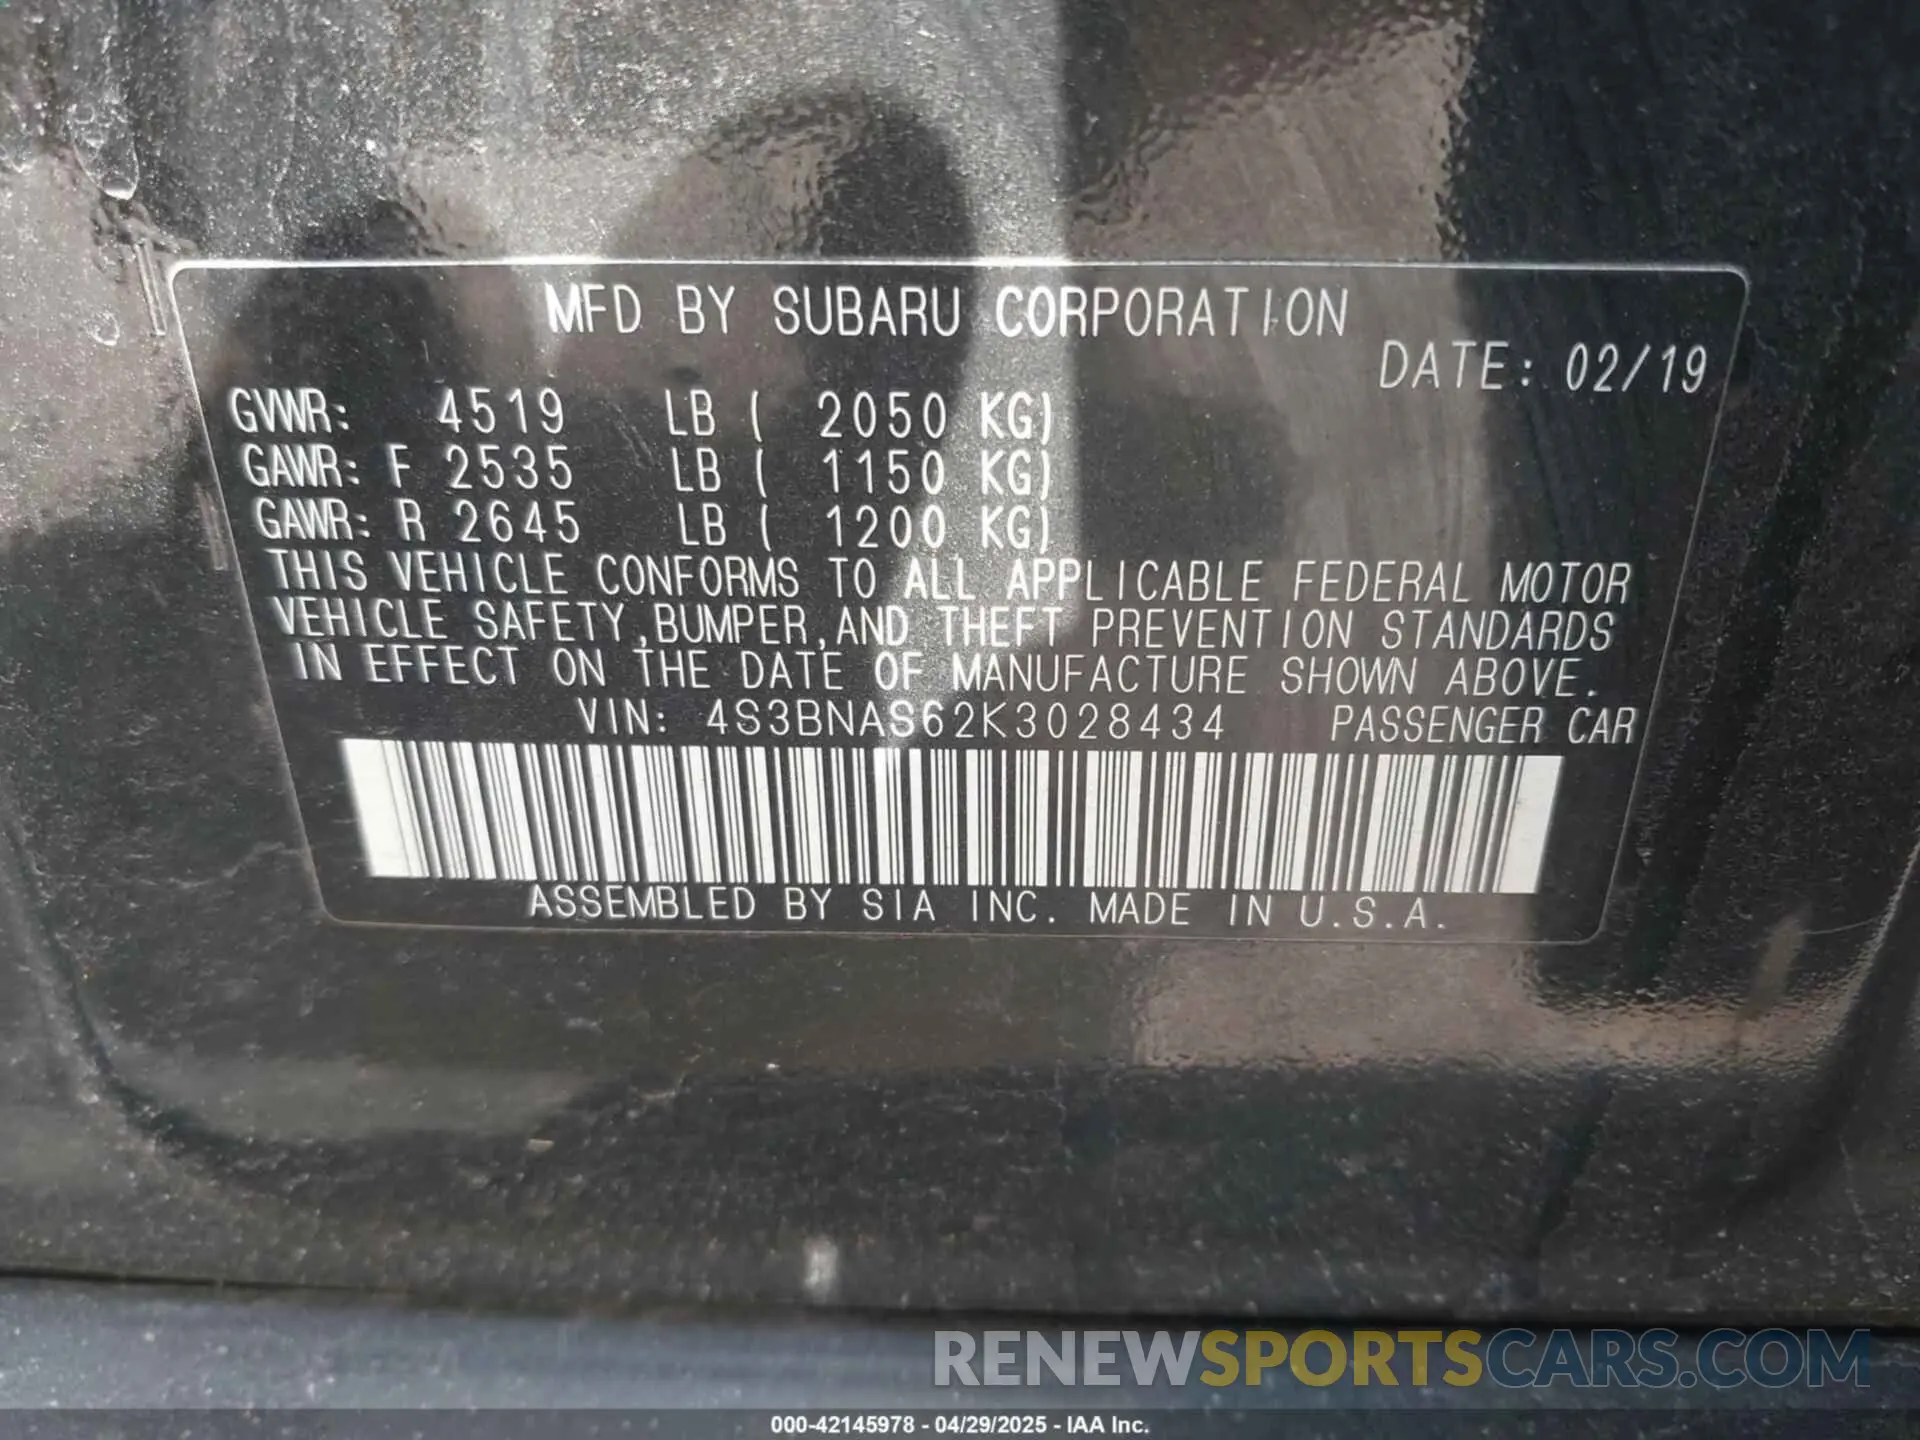 MFD BY SUBARU CORPORATION
DATE: 02/19
GVWR: 4519 LB ( 2050 KG)
GAWR: F 2535 LB ( 1150 KG)
GAWR: R 2645 LB ( 1200 KG)
THIS VEHICLE CONFORMS TO ALL APPLICABLE FEDERAL MOTOR
VEHICLE SAFETY,BUMPER,AND THEFT PREVENTION STANDARDS
IN EFFECT ON THE DATE OF MANUFACTURE SHOWN ABOVE.
VIN: 4S3BNAS62K3028434 PASSENGER CAR
ASSEMBLED BY SIA INC. MADE IN U.S.A.
RENEWSPORTSCARS.COM
000-42145978 - 04/29/2025 - IAA Inc.